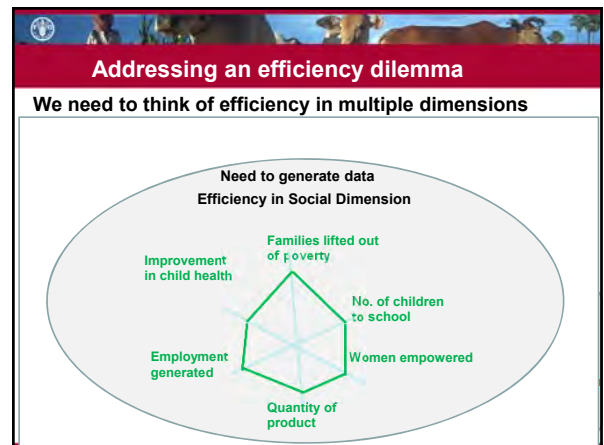 Addressing an efficiency dilemma
We need to think of efficiency in multiple dimensions
Need to generate data
Efficiency in Social Dimension
Families lifted out
of poverty
Improvement
in child health
No. of children
to school
Women empowered
Employment
generated
Quantity of
product